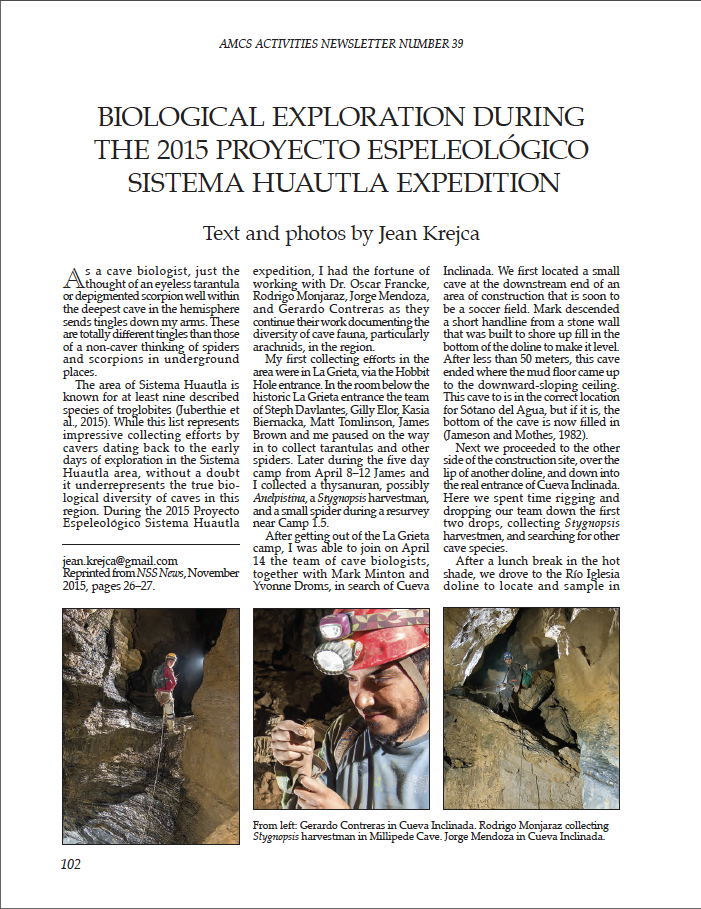 AMCS ACTIVITIES NEWSLETTER NUMBER 39
BIOLOGICAL EXPLORATION DURING
THE 2015 PROYECTO ESPELEOLÓGICO
SISTEMA HUAUTLA EXPEDITION
Text and photos by Jean Krejca
As a cave biologist, just the
thought of an eyeless tarantula
or depigmented scorpion well within
the deepest cave in the hemisphere
sends tingles down my arms. These
are totally different tingles than those
of a non-caver thinking of spiders
and scorpions in underground
places.
The area of Sistema Huautla is
known for at least nine described
species of troglobites (Juberthie et
al., 2015). While this list represents
impressive collecting efforts by
cavers dating back to the early
days of exploration in the Sistema
Huautla area, without a doubt
it underrepresents the true bio-
logical diversity of caves in this
region. During the 2015 Proyecto
Espeleológico Sistema Huautla
jean.krejca@gmail.com
Reprinted from NSS News, November
2015, pages 26–27.
expedition, I had the fortune of
working with Dr. Oscar Francke,
Rodrigo Monjaraz, Jorge Mendoza,
and Gerardo Contreras as they
continue their work documenting the
diversity of cave fauna, particularly
arachnids, in the region.
My first collecting efforts in the
area were in La Grieta, via the Hobbit
Hole entrance. In the room below the
historic La Grieta entrance the team
of Steph Davlantes, Gilly Elor, Kasia
Biernacka, Matt Tomlinson, James
Brown and me paused on the way
in to collect tarantulas and other
spiders. Later during the five day
camp from April 8–12 James and
I collected a thysanuran, possibly
Anelpistina, a Stygnopsis harvestman,
and a small spider during a resurvey
near Camp 1.5.
After getting out of the La Grieta
camp, I was able to join on April
14 the team of cave biologists,
together with Mark Minton and
Yvonne Droms, in search of Cueva
Inclinada. We first located a small
cave at the downstream end of an
area of construction that is soon to
be a soccer field. Mark descended
a short handline from a stone wall
that was built to shore up fill in the
bottom of the doline to make it level.
After less than 50 meters, this cave
ended where the mud floor came up
to the downward-sloping ceiling.
This cave to is in the correct location
for Sótano del Agua, but if it is, the
bottom of the cave is now filled in
(Jameson and Mothes, 1982).
Next we proceeded to the other
side of the construction site, over the
lip of another doline, and down into
the real entrance of Cueva Inclinada.
Here we spent time rigging and
dropping our team down the first
two drops, collecting Stygnopsis
harvestmen, and searching for other
cave species.
After a lunch break in the hot
shade, we drove to the Río Iglesia
doline to locate and sample in
From left: Gerardo Contreras in Cueva Inclinada. Rodrigo Monjaraz collecting
Stygnopsis harvestman in Millipede Cave. Jorge Mendoza in Cueva Inclinada.
102